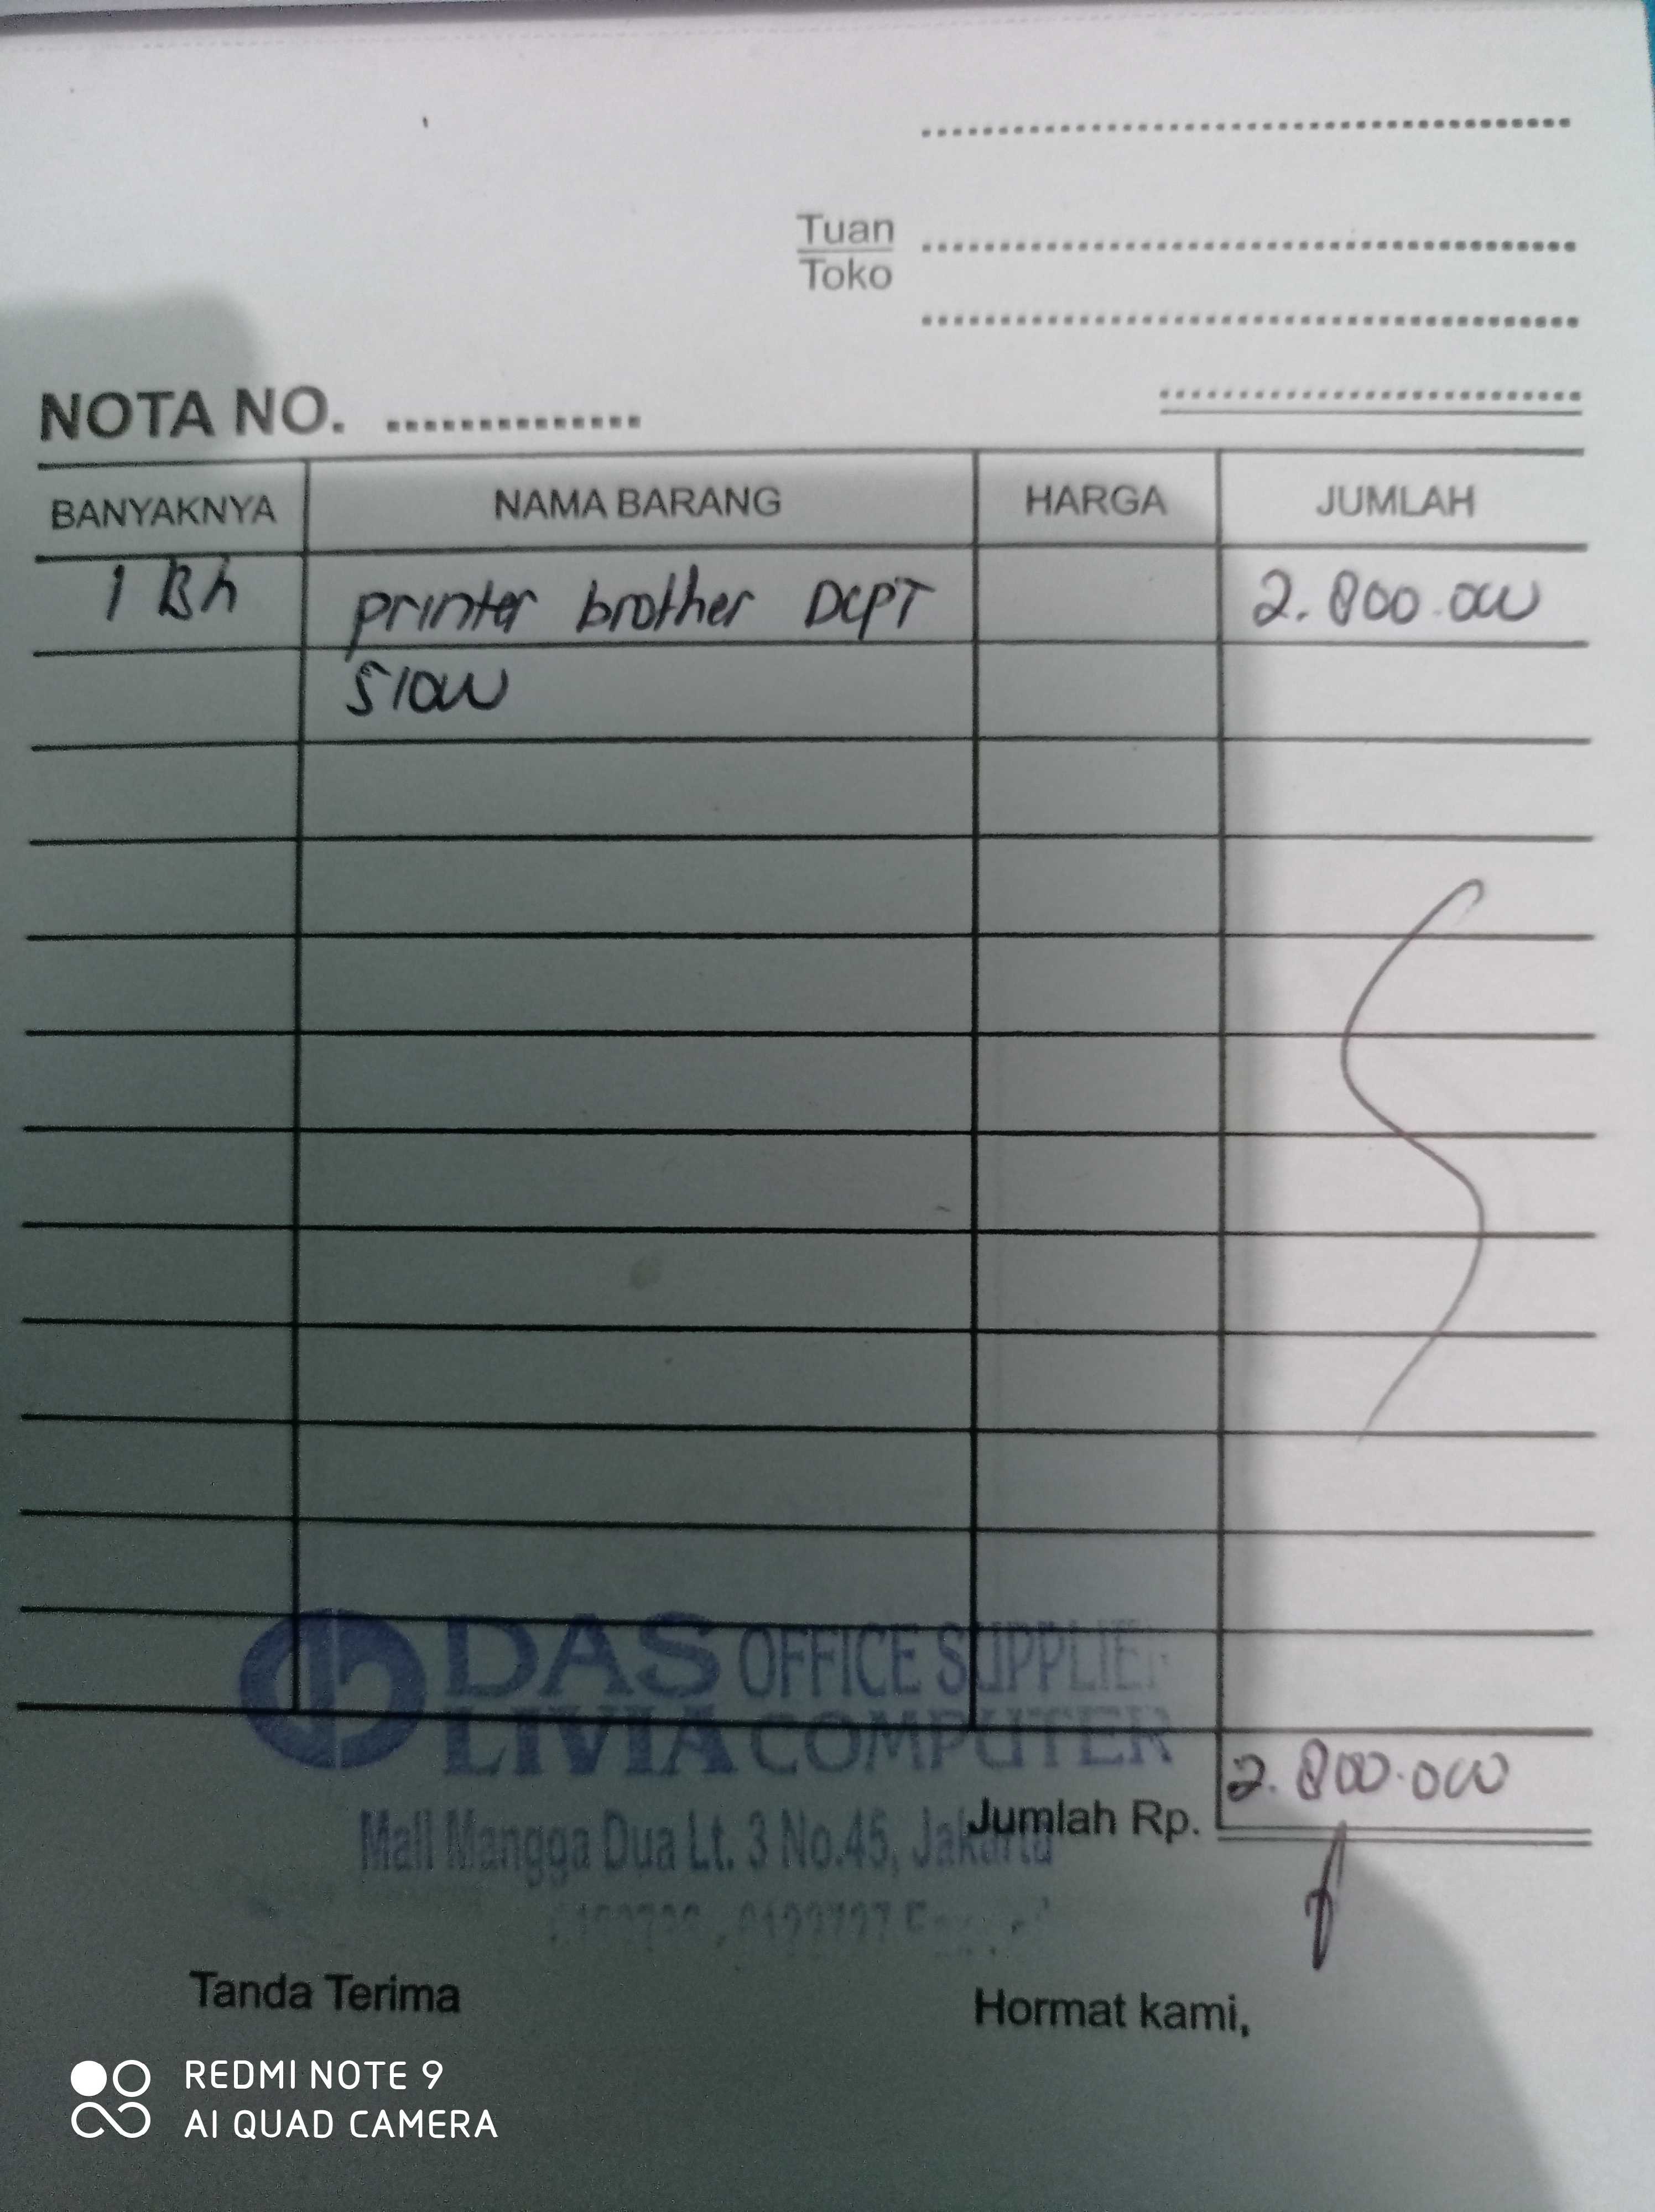 Tuan
Toko
NOTA NO.
BANYAKNYA NAMA BARANG HARGA JUMLAH
1 Bh printer brother DCPT 2.800.000
510W
DAS OFFICE SUPPLIER
LIVIA COMPUTER
2.800.000
Jumlah Rp.
Mall Mangga Dua Lt. 3 No.45, Jakarta
Tanda Terima Hormat kami,
REDMI NOTE 9
AI QUAD CAMERA